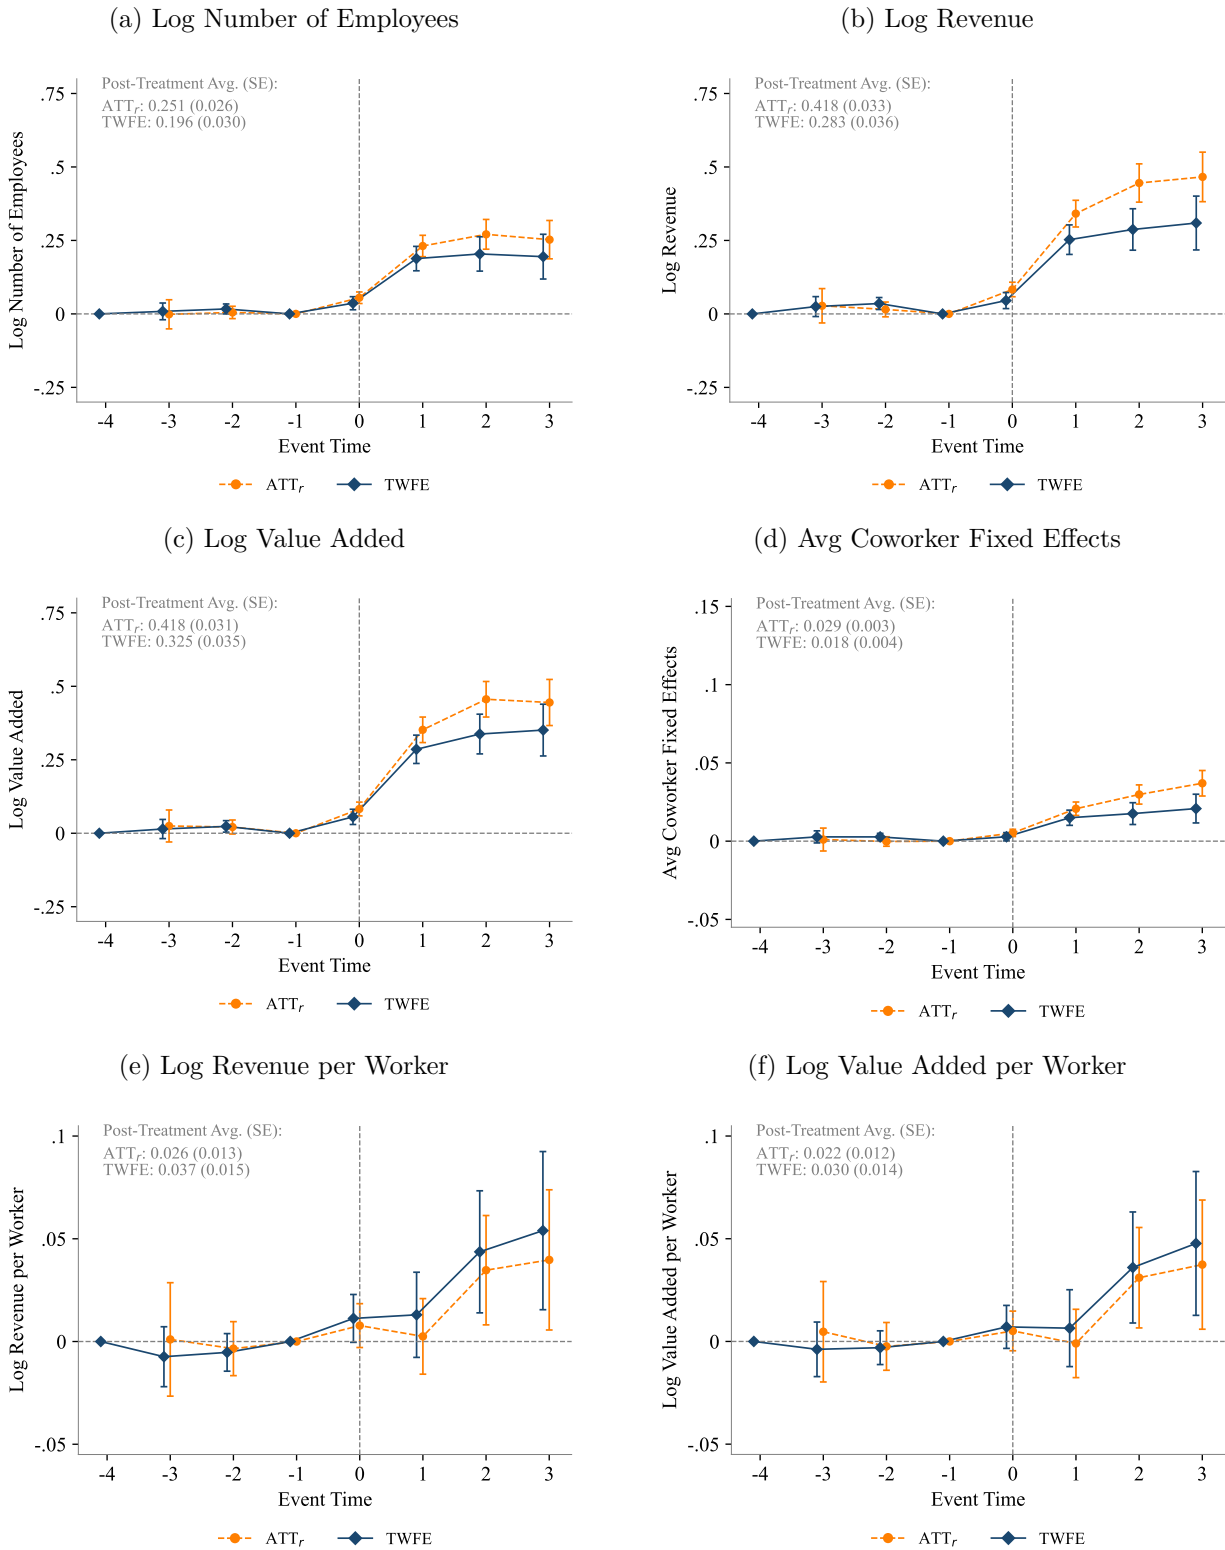 (a) Log Number of Employees
Post-Treatment Avg. (SE):
ATTr: 0.251 (0.026)
TWFE: 0.196 (0.030)
Log Number of Employees
.75
.5
.25
0
-.25
-4 -3 -2 -1 0 1 2 3
Event Time
ATTr TWFE
(b) Log Revenue
Post-Treatment Avg. (SE):
ATTr: 0.418 (0.033)
TWFE: 0.283 (0.036)
Log Revenue
.75
.5
.25
0
-.25
-4 -3 -2 -1 0 1 2 3
Event Time
ATTr TWFE
(c) Log Value Added
Post-Treatment Avg. (SE):
ATTr: 0.418 (0.031)
TWFE: 0.325 (0.035)
Log Value Added
.75
.5
.25
0
-.25
-4 -3 -2 -1 0 1 2 3
Event Time
ATTr TWFE
(d) Avg Coworker Fixed Effects
Post-Treatment Avg. (SE):
ATTr: 0.029 (0.003)
TWFE: 0.018 (0.004)
Avg Coworker Fixed Effects
.15
.1
.05
0
-.05
-4 -3 -2 -1 0 1 2 3
Event Time
ATTr TWFE
(e) Log Revenue per Worker
Post-Treatment Avg. (SE):
ATTr: 0.026 (0.013)
TWFE: 0.037 (0.015)
Log Revenue per Worker
.1
.05
0
-.05
-4 -3 -2 -1 0 1 2 3
Event Time
ATTr TWFE
(f) Log Value Added per Worker
Post-Treatment Avg. (SE):
ATTr: 0.022 (0.012)
TWFE: 0.030 (0.014)
Log Value Added per Worker
.1
.05
0
-.05
-4 -3 -2 -1 0 1 2 3
Event Time
ATTr TWFE